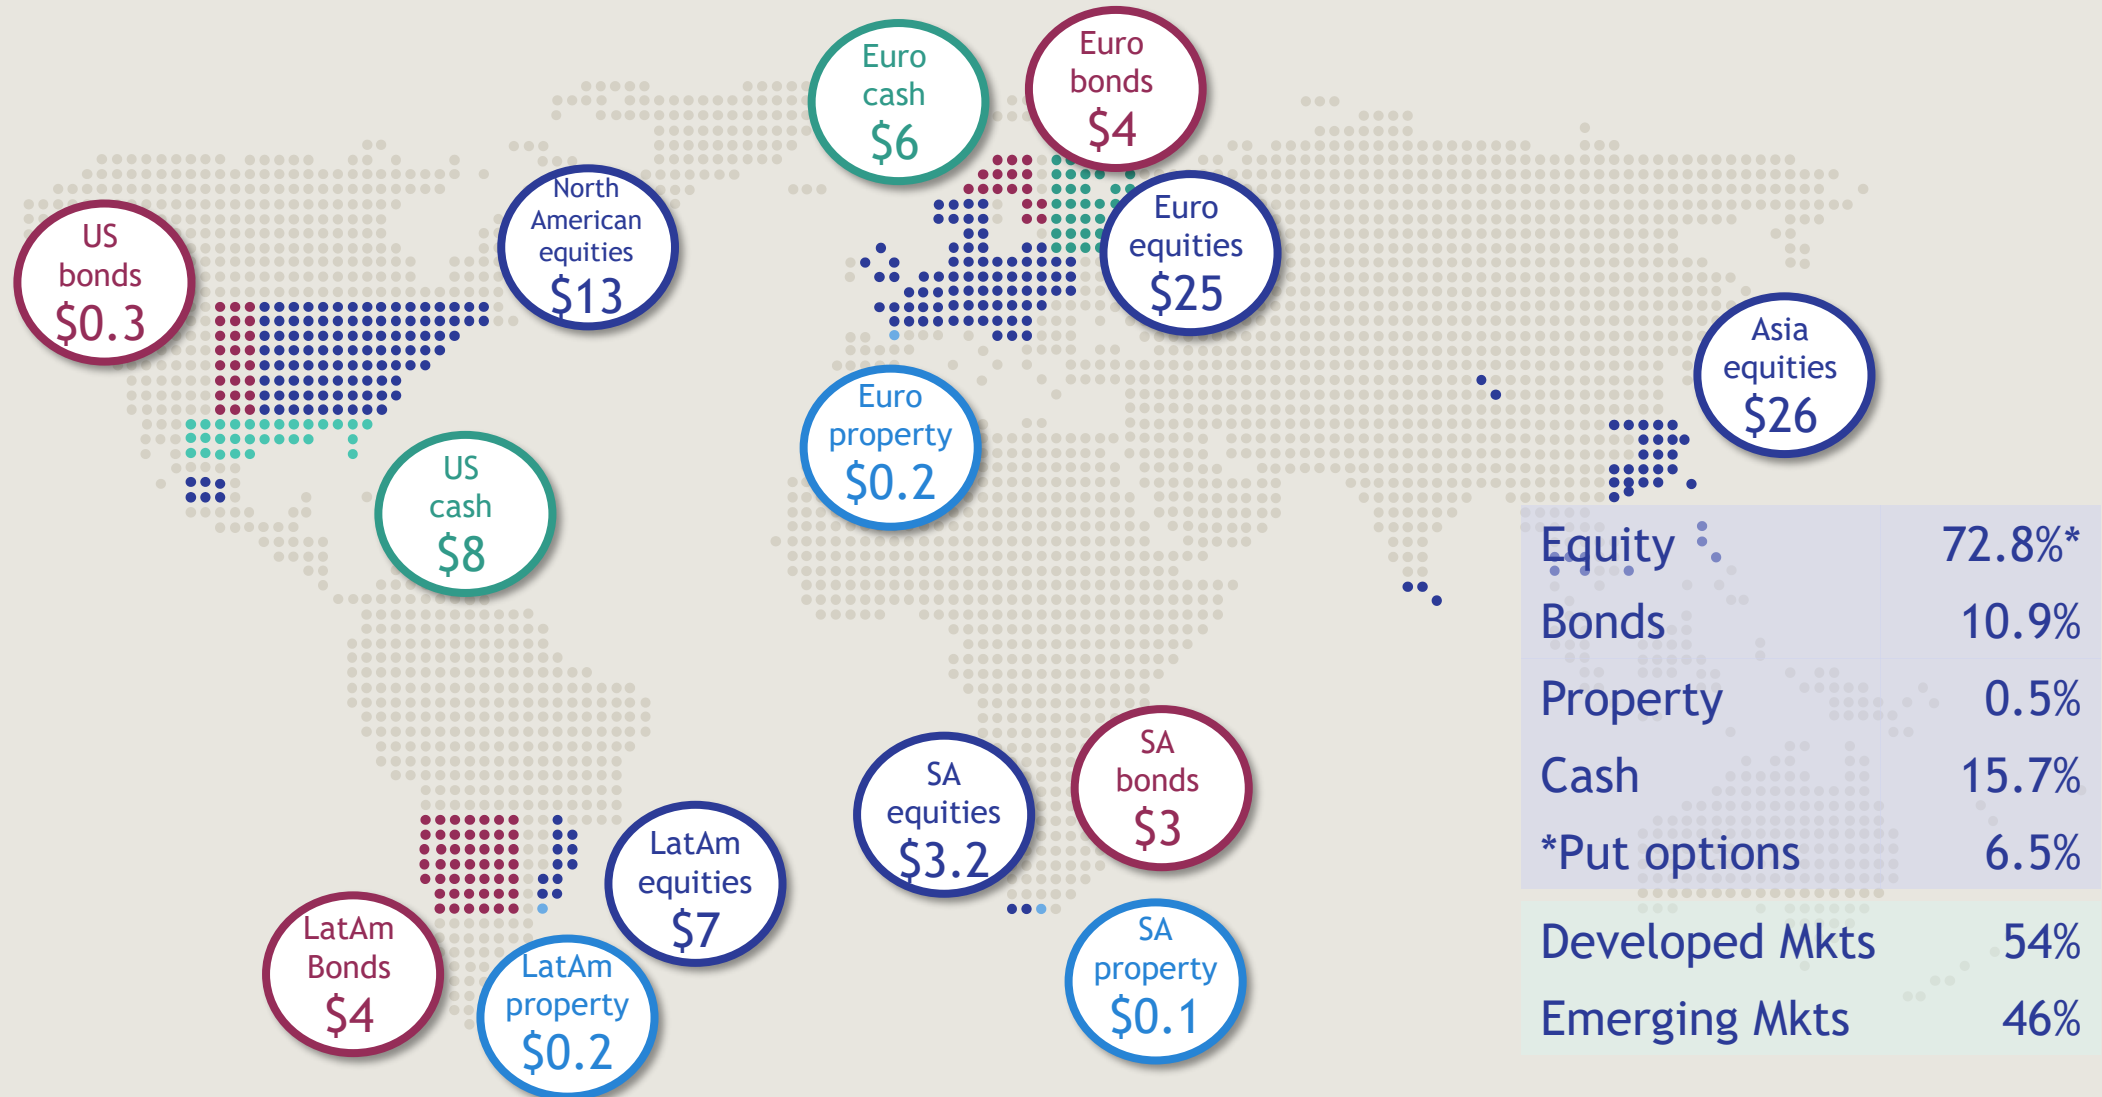 Euro
cash
$6
Euro
bonds
$4
US
bonds
$0.3
North
American
equities
$13
Euro
equities
$25
Asia
equities
$26
Euro
property
$0.2
US
cash
$8
SA
equities
$3.2
SA
bonds
$3
LatAm
equities
$7
LatAm
Bonds
$4
LatAm
property
$0.2
SA
property
$0.1
Equity 72.8%*
Bonds 10.9%
Property 0.5%
Cash 15.7%
*Put options 6.5%
Developed Mkts 54%
Emerging Mkts 46%